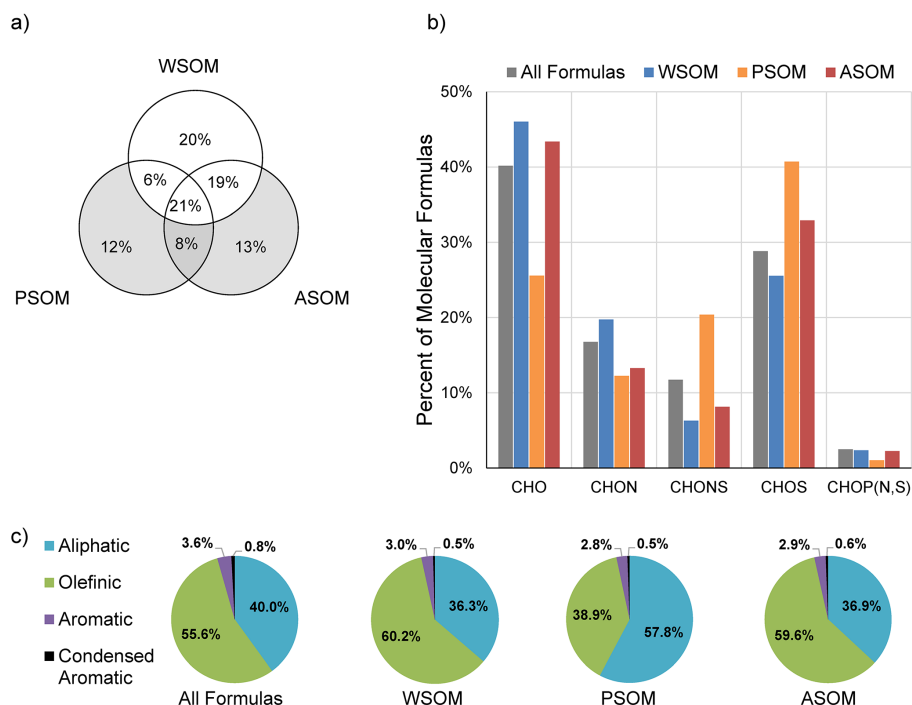 a)
WSOM
20%
6%
19%
21%
12%
8%
13%
PSOM
ASOM
b)
All Formulas
WSOM
PSOM
ASOM
Percent of Molecular Formulas
50%
40%
30%
20%
10%
0%
CHO
CHON
CHONS
CHOS
CHOP(N,S)
c)
Aliphatic
Olefinic
Aromatic
Condensed
Aromatic
3.6%
0.8%
40.0%
55.6%
All Formulas
3.0%
0.5%
36.3%
60.2%
WSOM
2.8%
0.5%
38.9%
57.8%
PSOM
2.9%
0.6%
36.9%
59.6%
ASOM